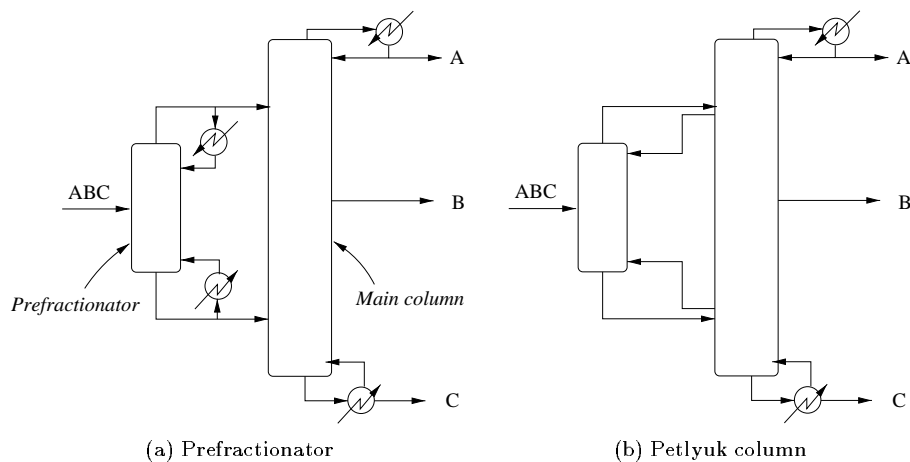 A
ABC
B
Prefractionator
Main column
C
(a) Prefractionator
A
ABC
B
C
(b) Petlyuk column